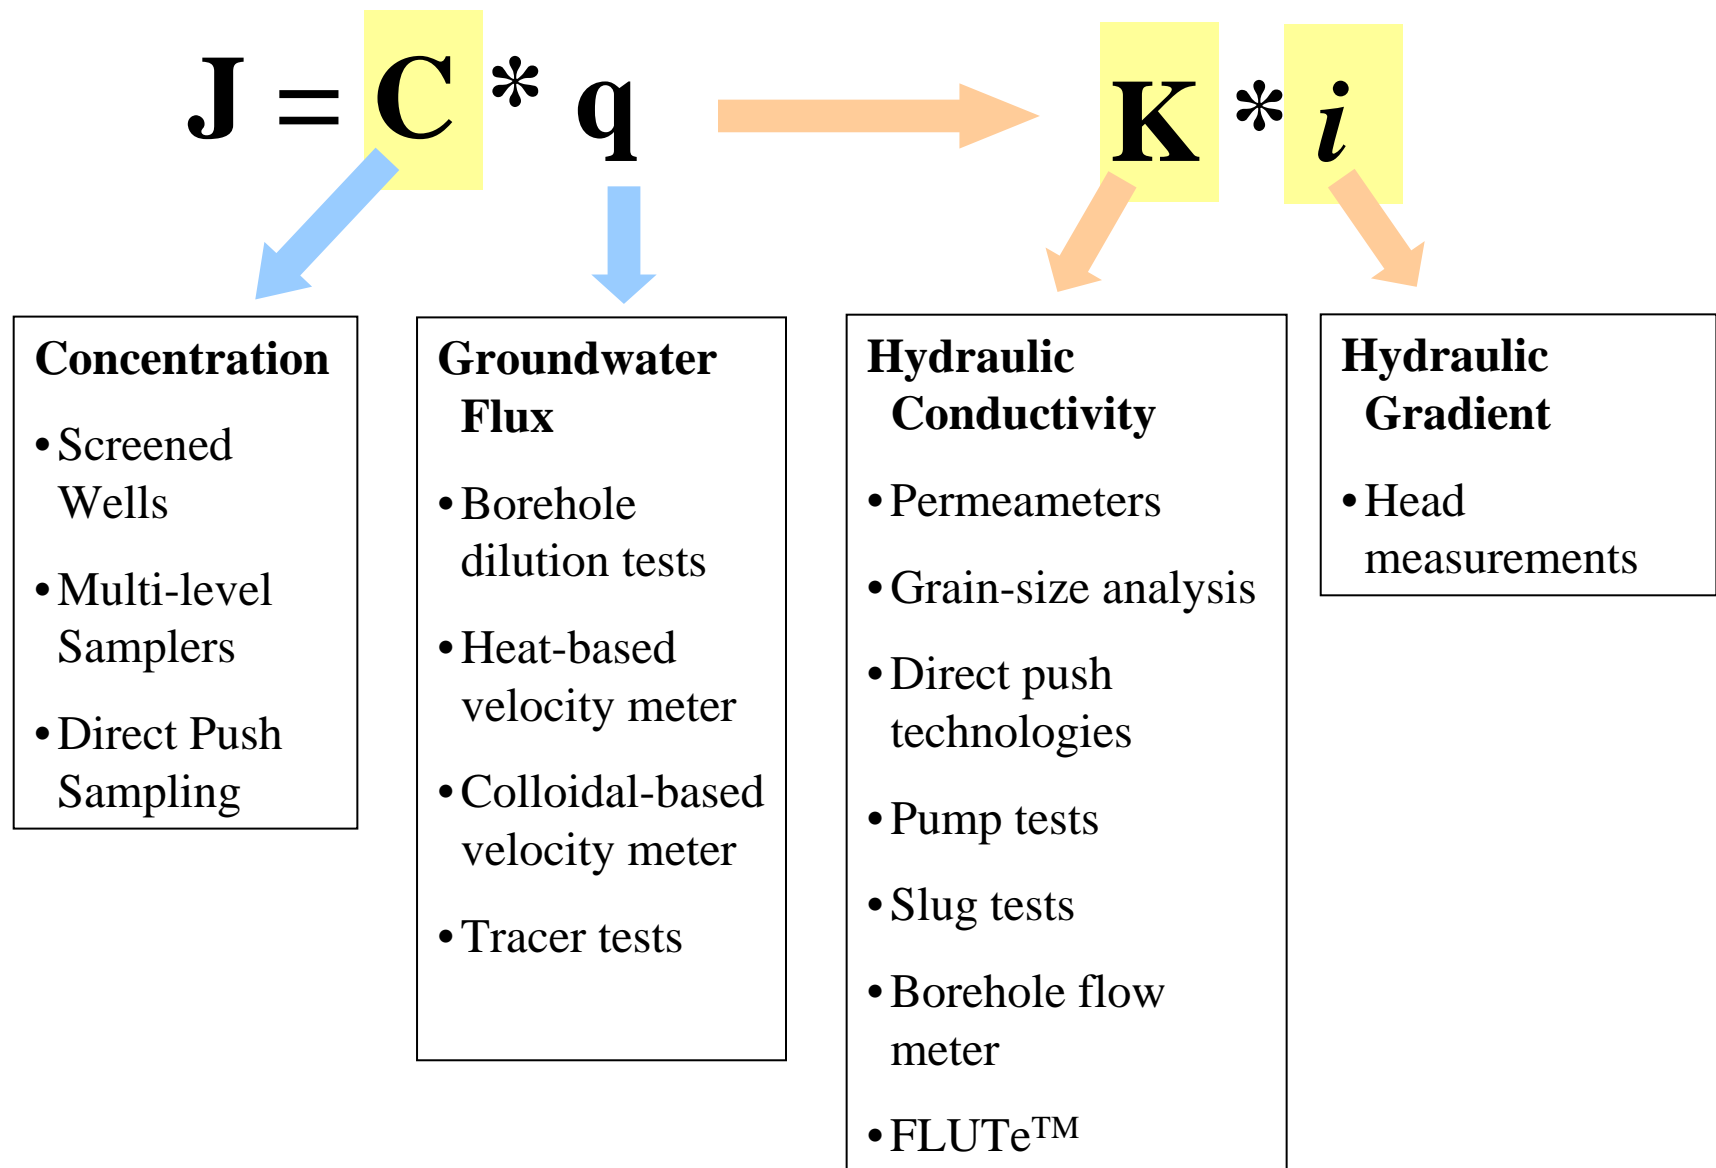 J = C * q
K * i
Concentration
• Screened
Wells
• Multi-level
Samplers
• Direct Push
Sampling
Groundwater
Flux
• Borehole
dilution tests
• Heat-based
velocity meter
• Colloidal-based
velocity meter
• Tracer tests
Hydraulic
Conductivity
• Permeameters
• Grain-size analysis
• Direct push
technologies
• Pump tests
• Slug tests
• Borehole flow
meter
• FLUTe™
Hydraulic
Gradient
• Head
measurements